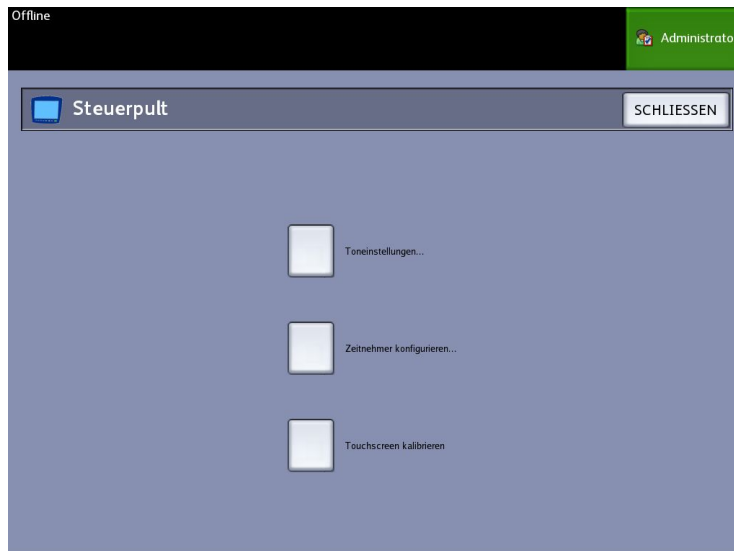 Offline
Administrato
Steuerpult
SCHLIESSEN
Toneinstellungen...
Zeitnehmer konfigurieren...
Touchscreen kalibrieren